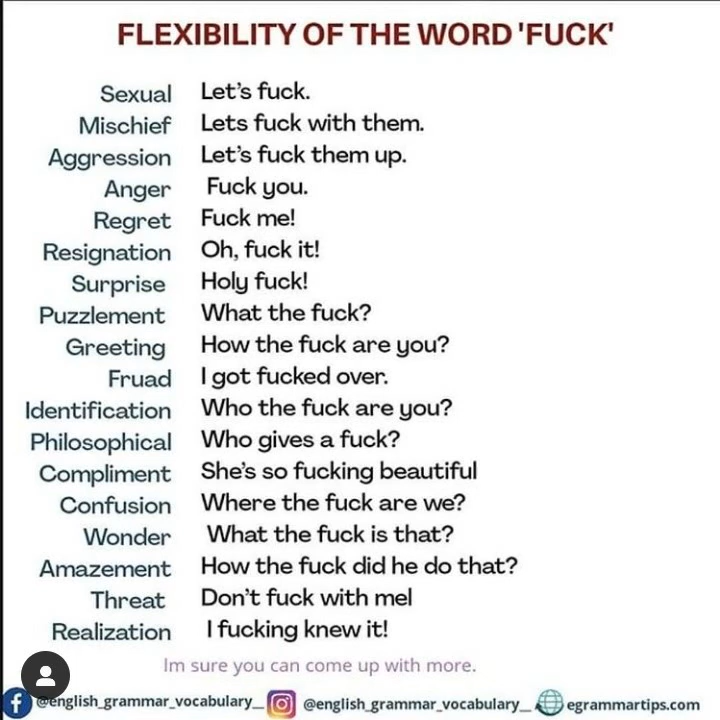 FLEXIBILITY OF THE WORD 'FUCK'
Sexual Let's fuck.
Mischief Lets fuck with them.
Aggression Let's fuck them up.
Anger Fuck you.
Regret Fuck me!
Resignation Oh, fuck it!
Surprise Holy fuck!
Puzzlement What the fuck?
Greeting How the fuck are you?
Fruad I got fucked over.
Identification Who the fuck are you?
Philosophical Who gives a fuck?
Compliment She's so fucking beautiful
Confusion Where the fuck are we?
Wonder What the fuck is that?
Amazement How the fuck did he do that?
Threat Don't fuck with mel
Realization I fucking knew it!
Im sure you can come up with more.
@english_grammar_vocabulary_ @english_grammar_vocabulary_ egrammartips.com